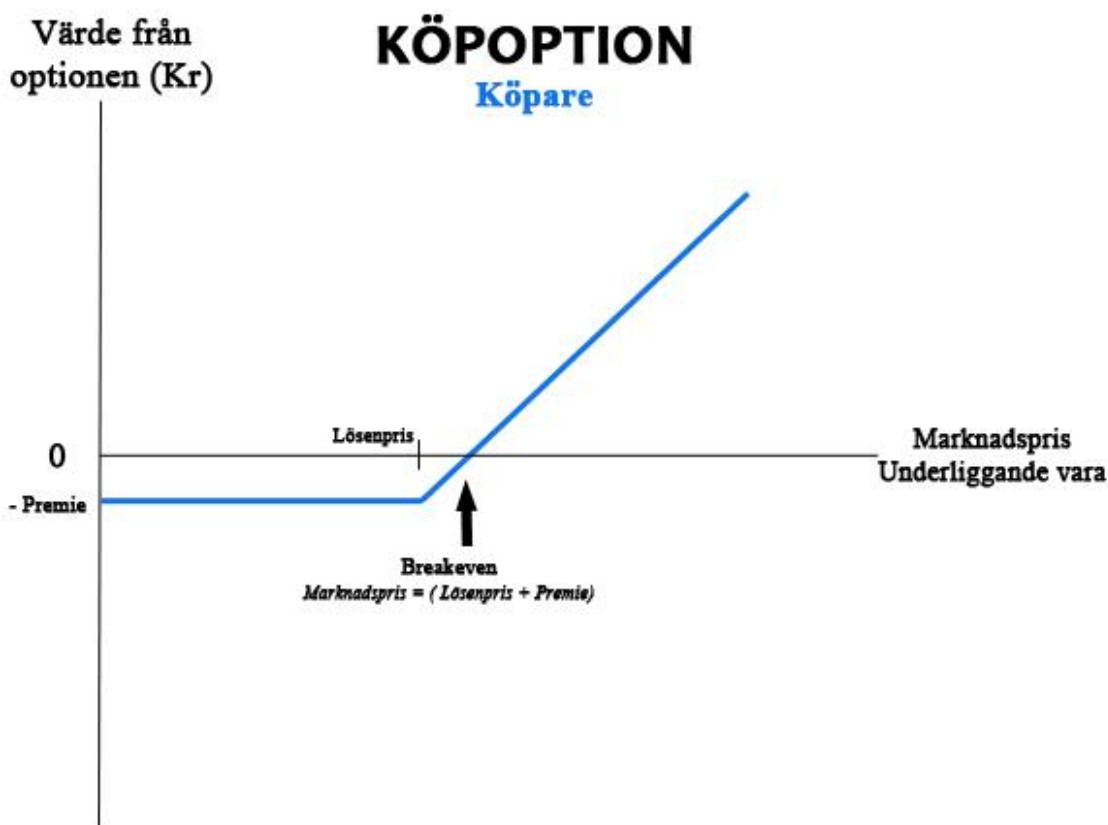 Värde från
optionen (Kr)
KÖPOPTION
Köpare
Lösenpris
0
Marknadspris
Underliggande vara
- Premie
Breakeven
Marknadspris = ( Lösenpris + Premie)